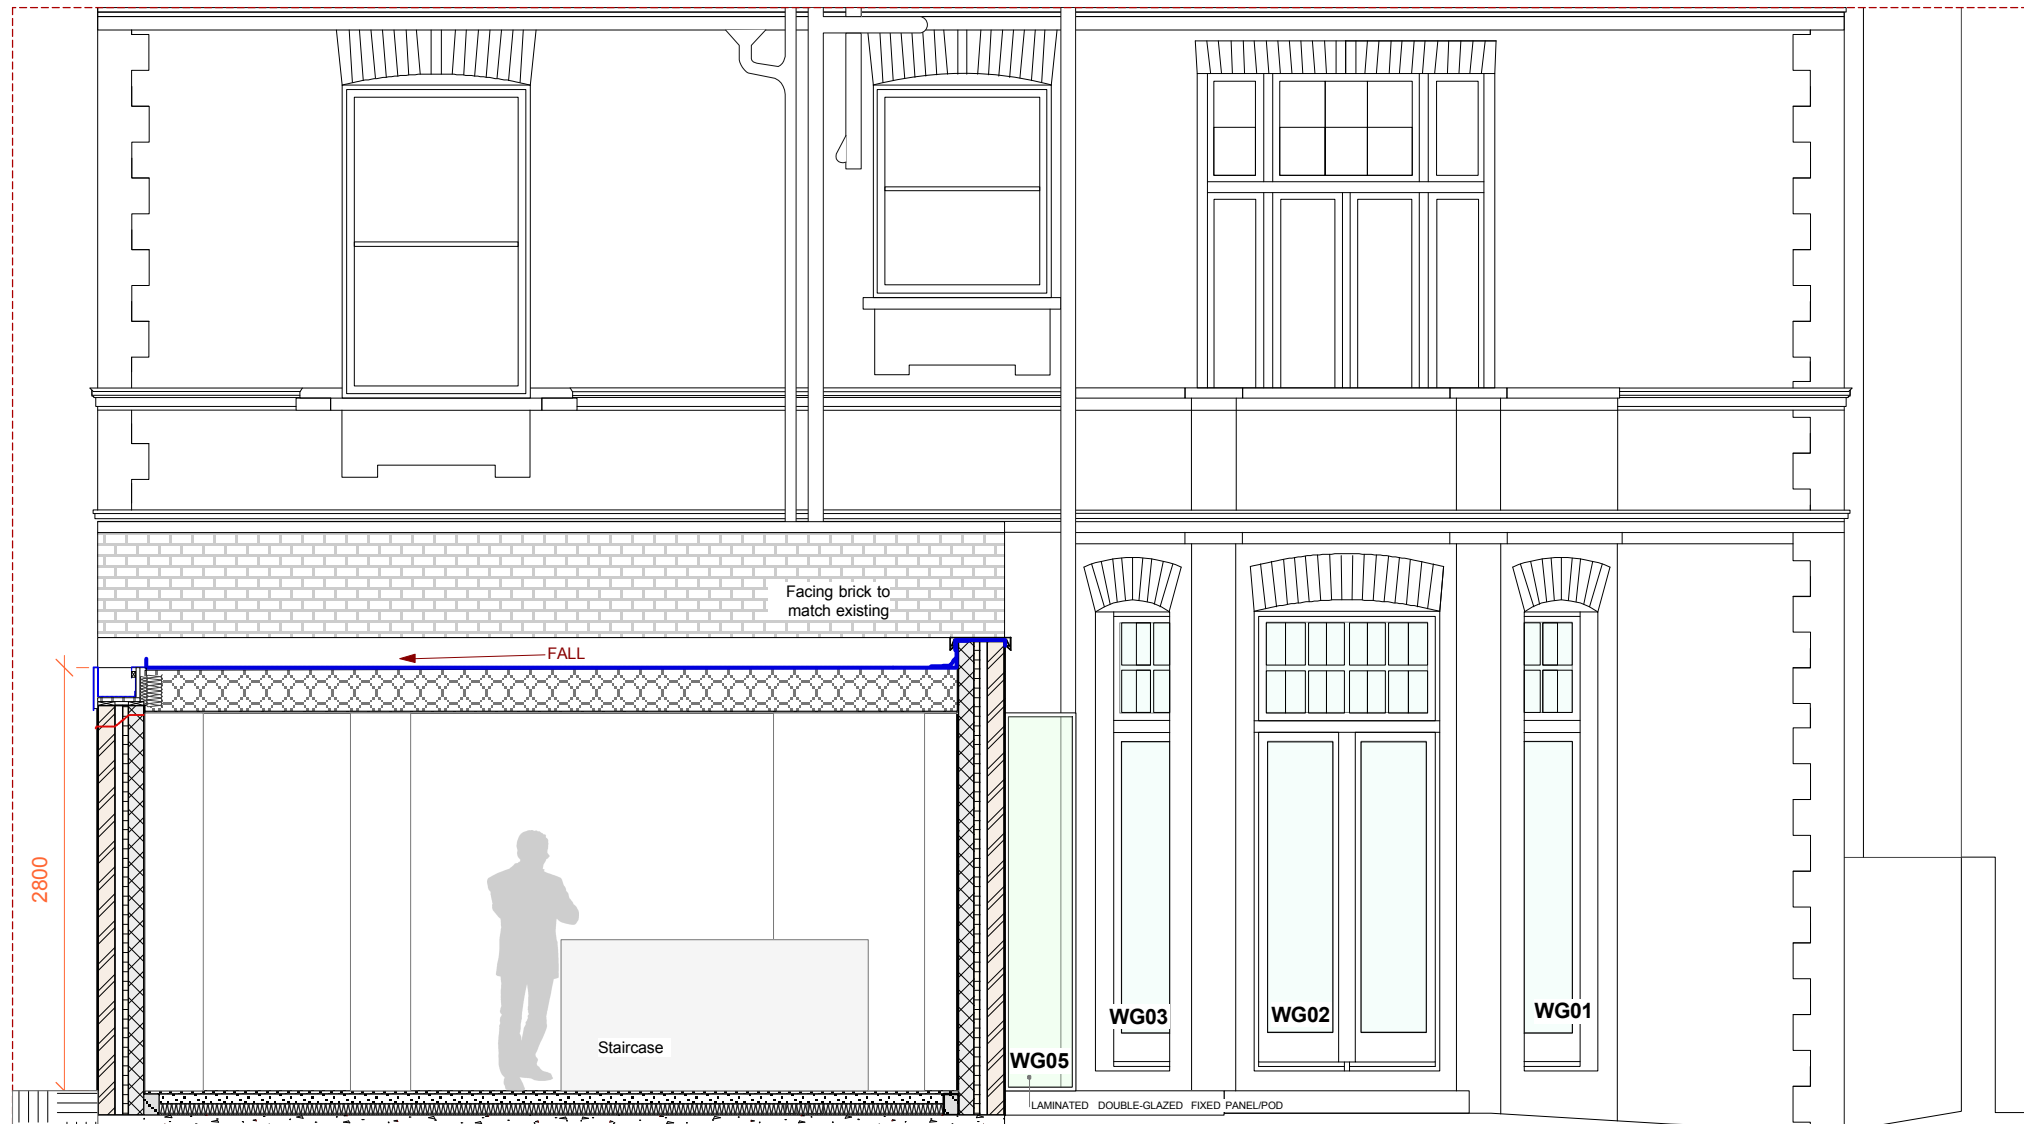 Facing brick to
match existing
FALL
2800
Staircase
WG05
WG03
WG02
WG01
LAMINATED DOUBLE-GLAZED FIXED PANEL/POD